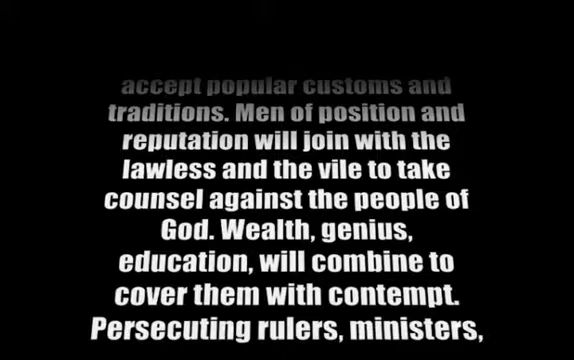 accept popular customs and
traditions. Men of position and
reputation will join with the
lawless and the vile to take
counsel against the people of
God. Wealth, genius,
education, will combine to
cover them with contempt.
Persecuting rulers, ministers,